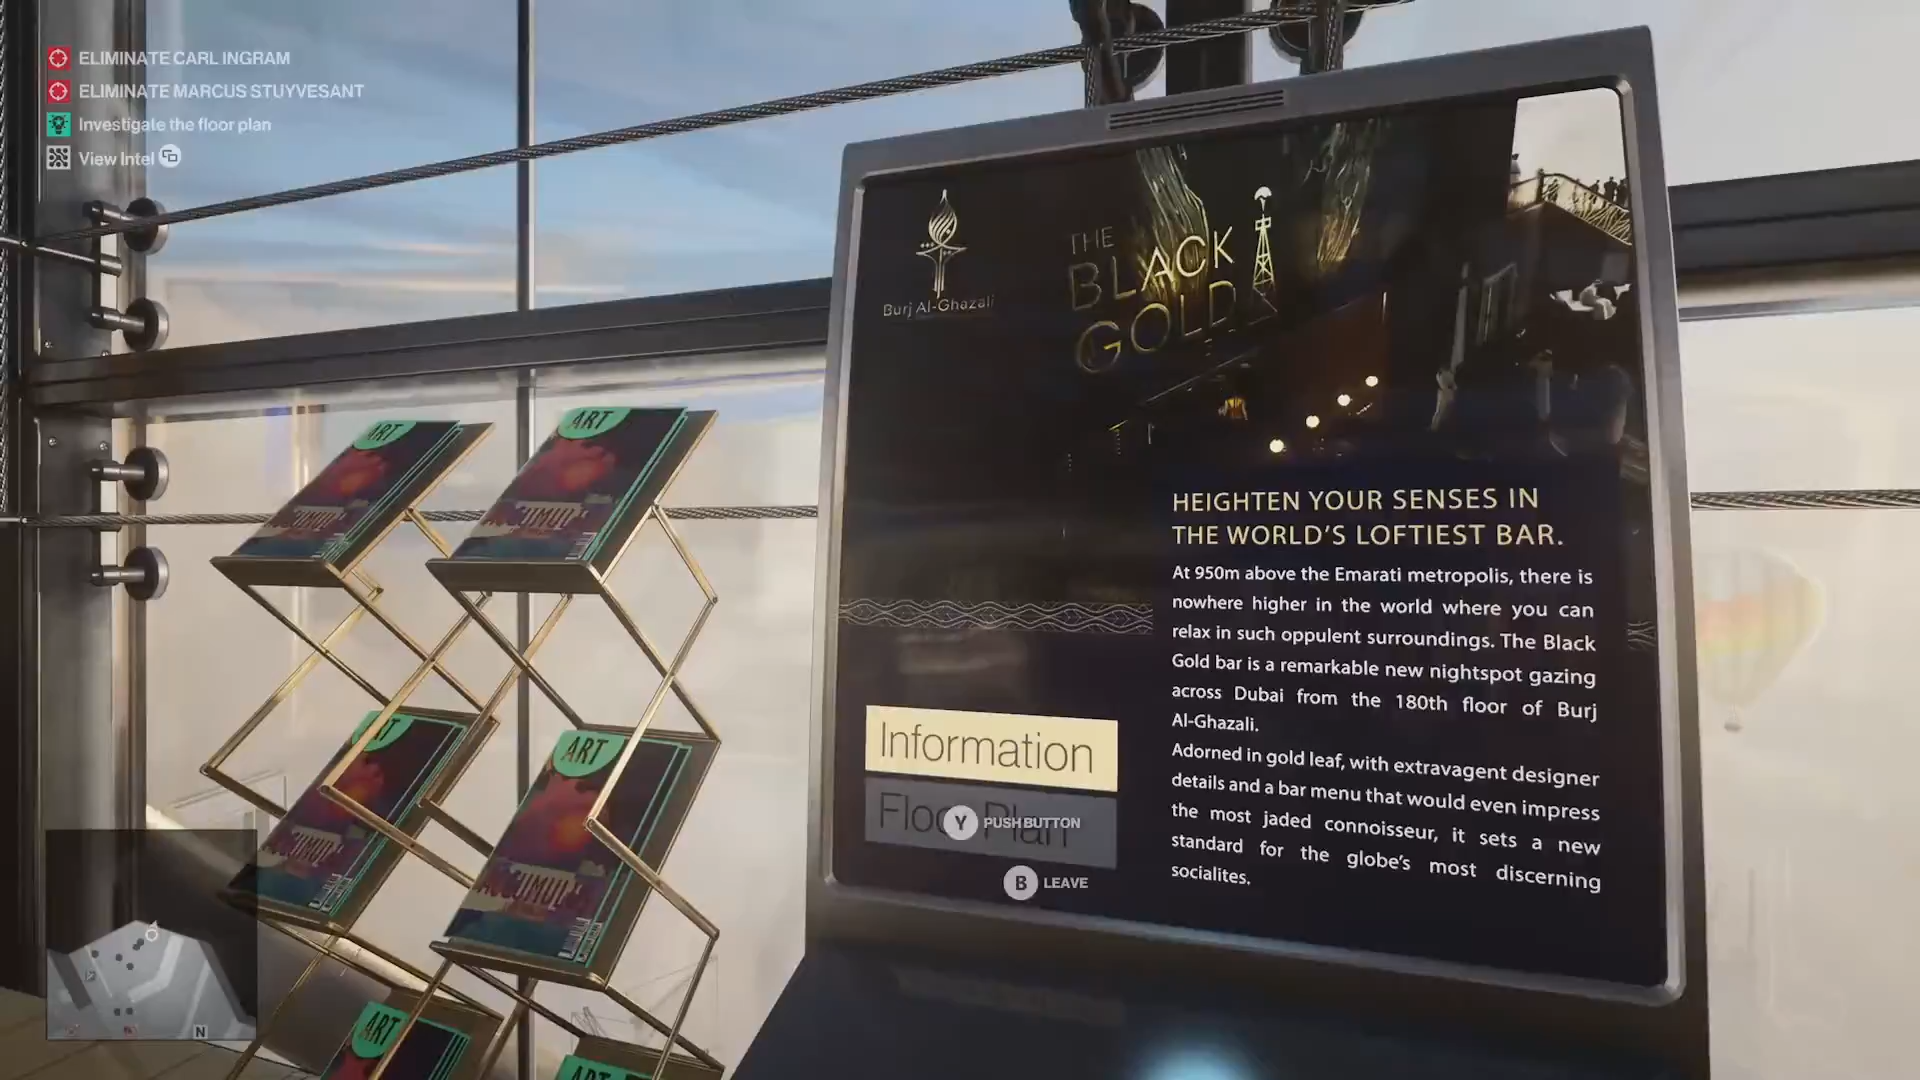 ELIMINATE CARL INGRAM
ELIMINATE MARCUS STUYVESANT
Investigate the floor plan
View Intel
Burj Al-Ghazali
THE
BLACK
GOLD
HEIGHTEN YOUR SENSES IN
THE WORLD'S LOFTIEST BAR.
At 950m above the Emarati metropolis, there is
nowhere higher in the world where you can
relax in such oppulent surroundings. The Black
Gold bar is a remarkable new nightspot gazing
across Dubai from the 180th floor of Burj
Al-Ghazali.
Adorned in gold leaf, with extravagent designer
details and a bar menu that would even impress
the most jaded connoisseur, it sets a new
standard for the globe's most discerning
socialites.
Information
Floor Plan
Y PUSH BUTTON
B LEAVE
ART
ART
ART
ART
ART
ART
N